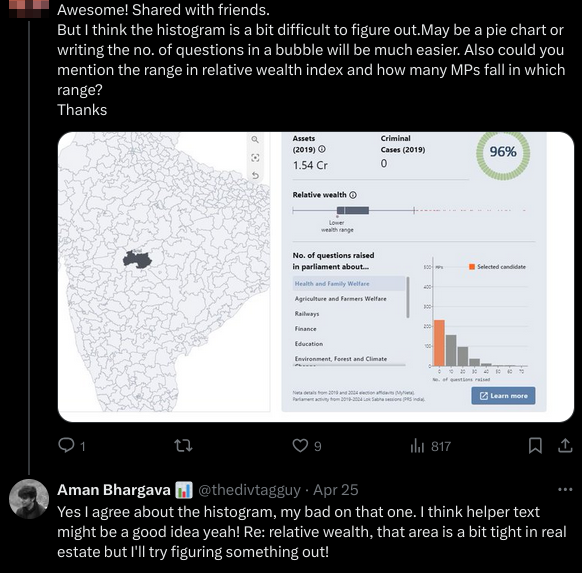 Awesome! Shared with friends.
But I think the histogram is a bit difficult to figure out.May be a pie chart or
writing the no. of questions in a bubble will be much easier. Also could you
mention the range in relative wealth index and how many MPs fall in which
range?
Thanks
Assets
(2019)
1.54 Cr
Criminal
Cases (2019)
0
96%
Relative wealth
Lower
wealth range
No. of questions raised
in parliament about...
Health and Family Welfare
Agriculture and Farmers Welfare
Railways
Finance
Education
Environment, Forest and Climate
500 MPs
Selected candidate
400
300
200
100
0
0 10 20 30 40 50 60 70
No. of questions raised
Neta details from 2019 and 2024 election affidavits (MyNeta).
Parliament activity from 2019-2024 Lok Sabha sessions (PRS India).
Learn more
1
9
817
Aman Bhargava @thedivtagguy · Apr 25
Yes I agree about the histogram, my bad on that one. I think helper text
might be a good idea yeah! Re: relative wealth, that area is a bit tight in real
estate but I'll try figuring something out!